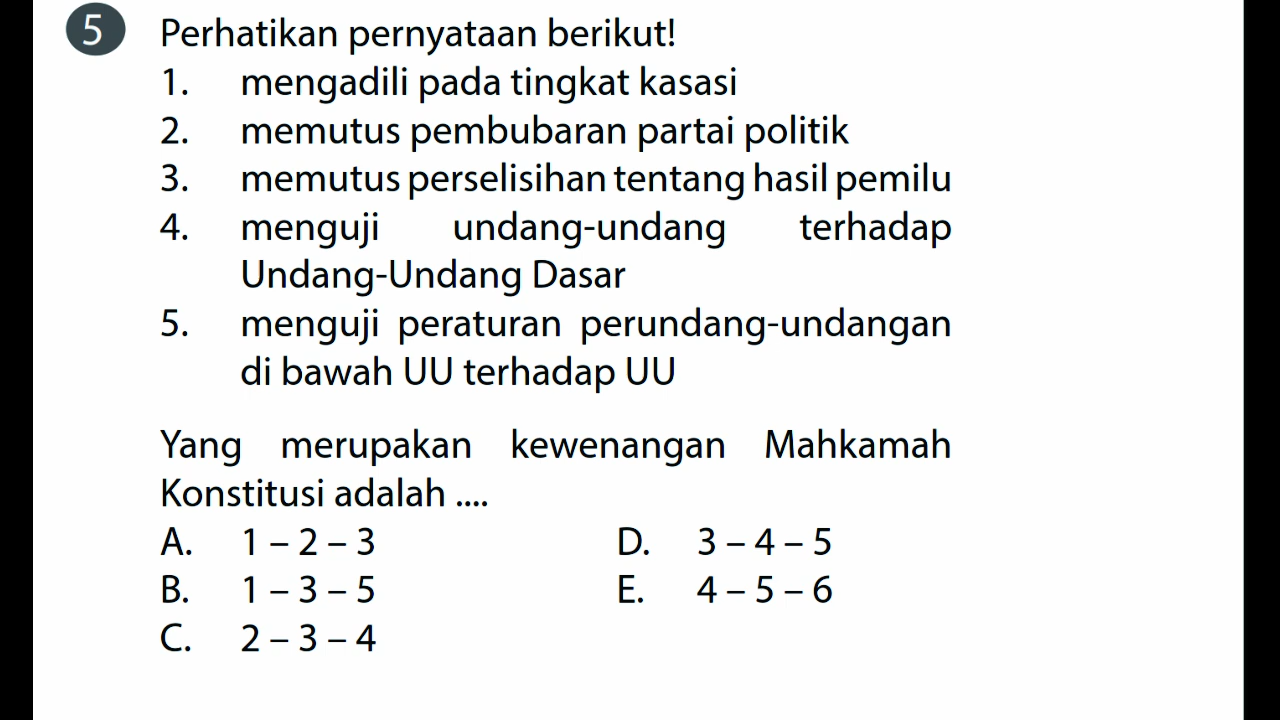 5 Perhatikan pernyataan berikut!
1. mengadili pada tingkat kasasi
2. memutus pembubaran partai politik
3. memutus perselisihan tentang hasil pemilu
4. menguji undang-undang terhadap
Undang-Undang Dasar
5. menguji peraturan perundang-undangan
di bawah UU terhadap UU
Yang merupakan kewenangan Mahkamah
Konstitusi adalah ....
A. 1 – 2 – 3 D. 3 – 4 – 5
B. 1 – 3 – 5 E. 4 – 5 – 6
C. 2 – 3 – 4